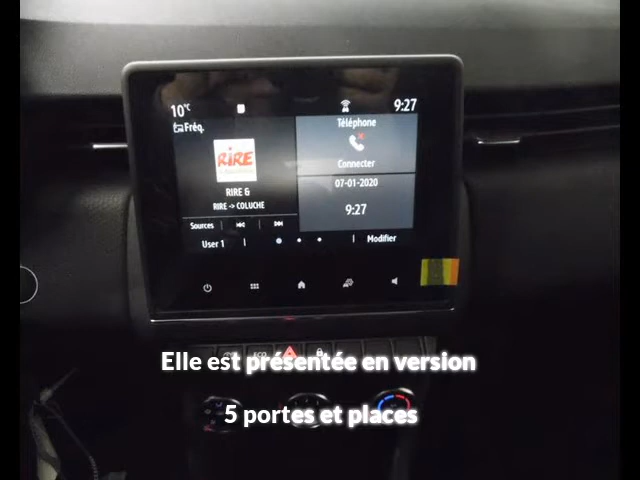 10°C 9:27
Fréq. Téléphone
RIRE
Connecter
RIRE &
RIRE -> COLUCHE
07-01-2020
9:27
Sources
User 1 Modifier
ECO
Elle est présentée en version
5 portes et places